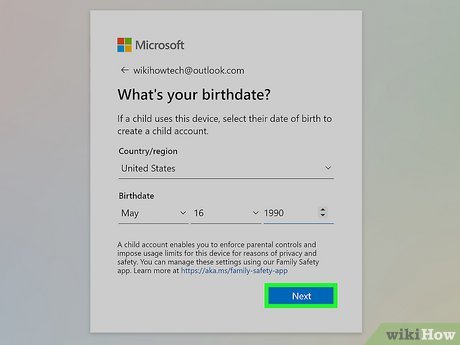 Microsoft
← wikihowtech@outlook.com
What's your birthdate?
If a child uses this device, select their date of birth to
create a child account.
Country/region
United States
Birthdate
May 16 1990
A child account enables you to enforce parental controls and
impose usage limits for this device for reasons of privacy and
safety. You can manage these settings using our Family Safety
app. Learn more at https://aka.ms/family-safety-app
Next
wikiHow